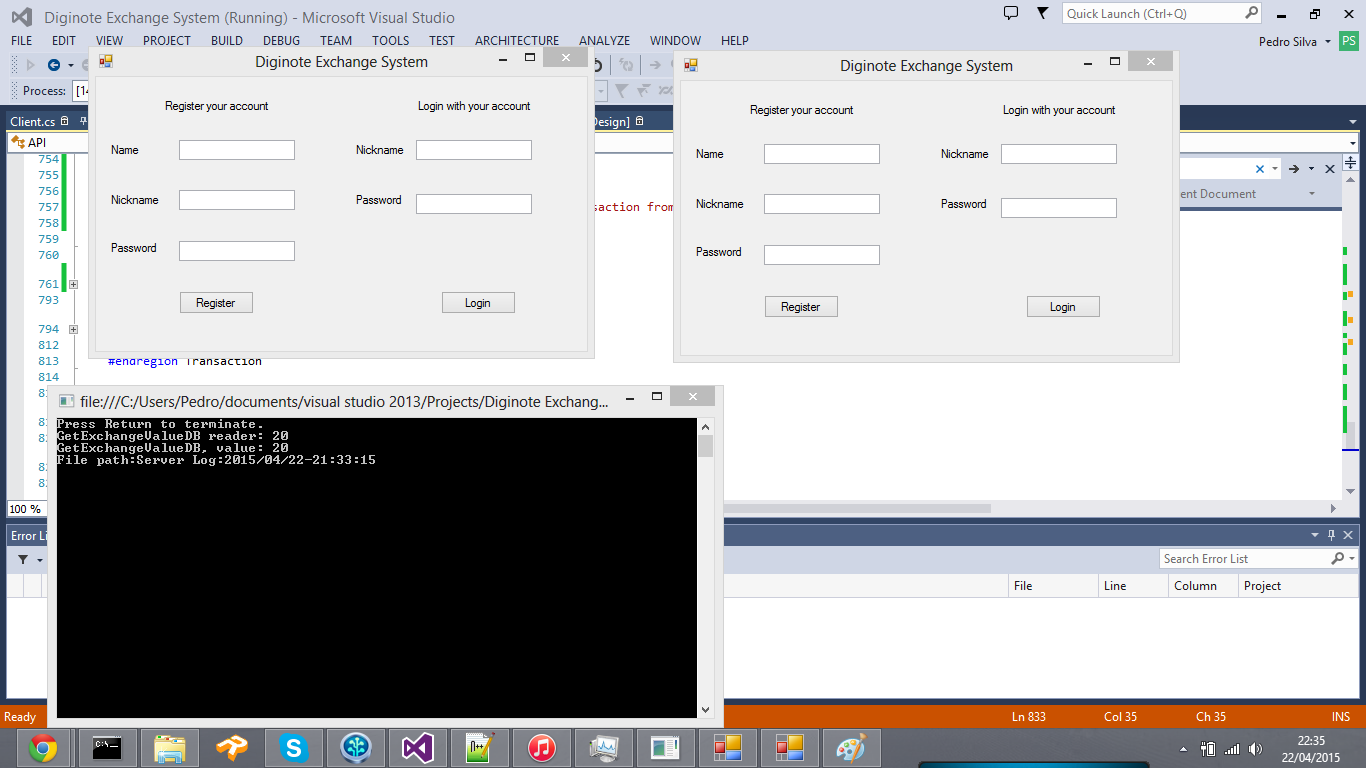 Diginote Exchange System (Running) - Microsoft Visual Studio
Quick Launch (Ctrl+Q)
FILE EDIT VIEW PROJECT BUILD DEBUG TEAM TOOLS TEST ARCHITECTURE ANALYZE WINDOW HELP
Pedro Silva PS
Process: [14
Client.cs
Design]
API
Diginote Exchange System
Register your account
Login with your account
Name
Nickname
Nickname
Password
Password
Register
Login
Diginote Exchange System
Register your account
Login with your account
Name
Nickname
Nickname
Password
Password
Register
Login
ent Document
754
755
756
757
saction from
758
759
760
761
793
794
812
813 #endregion Transaction
814
100 %
file:///C:/Users/Pedro/documents/visual studio 2013/Projects/Diginote Exchang...
Press Return to terminate.
GetExchangeValueDB reader: 20
GetExchangeValueDB, value: 20
File path:Server Log:2015/04/22-21:33:15
Error Li
Search Error List
File Line Column Project
Ready
Ln 833 Col 35 Ch 35 INS
22:35
22/04/2015